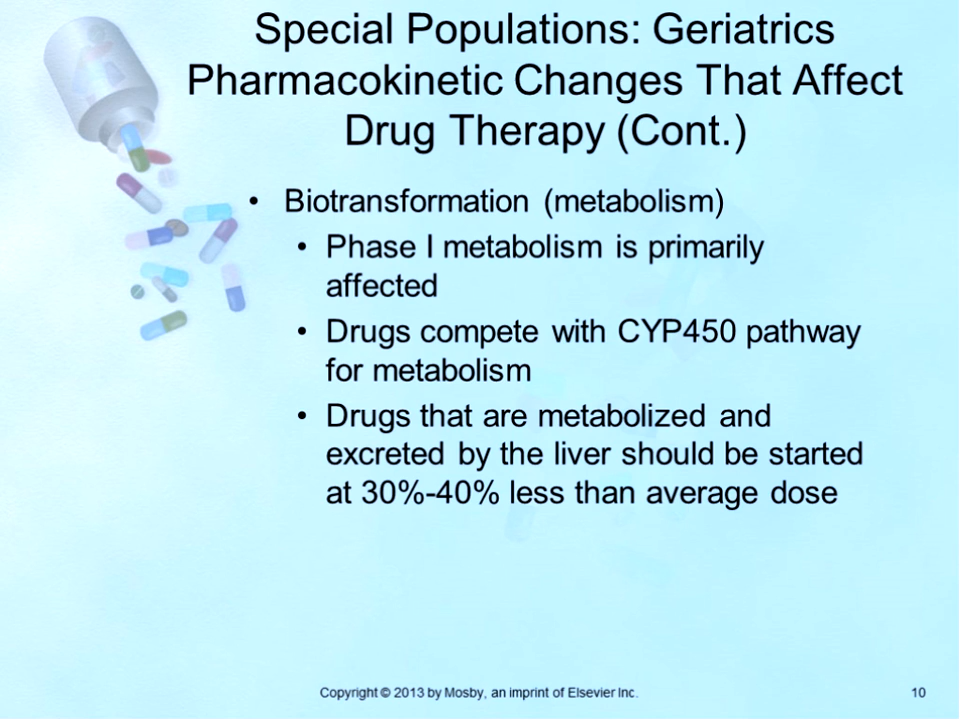 Special Populations: Geriatrics
Pharmacokinetic Changes That Affect
Drug Therapy (Cont.)
• Biotransformation (metabolism)
• Phase I metabolism is primarily
affected
• Drugs compete with CYP450 pathway
for metabolism
• Drugs that are metabolized and
excreted by the liver should be started
at 30%-40% less than average dose
Copyright © 2013 by Mosby, an imprint of Elsevier Inc.
10